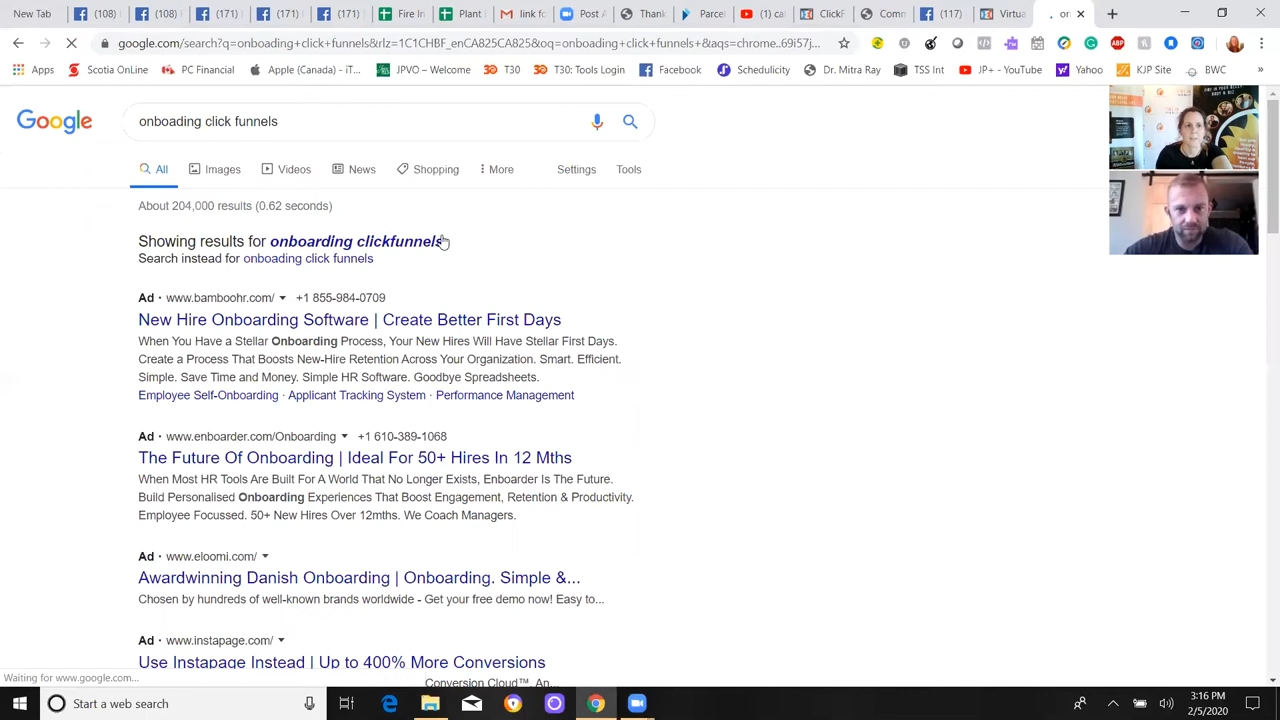 New
(108)
(108)
(108)
Fire In
Plant
link fo
Post A
Thank
Parcel
(1) ca
ClickF
Comm
(117)
Virtua
on
google.com/search?q=onboading+click+funnels&rlz=1C1CHBF_enCA825CA825&oq=onboading+click+funnels+&aqs=chrome..69i57j...
Apps
Scotia OnLine
PC Financial
Apple (Canada) - iT...
JPVO – Welcome
T30
T30: Tools Login
Facebook
Schedulicity
Dr. Mitra Ray
TSS Int
JP+ - YouTube
Yahoo
KJP Site
BWC
»
Google
onboading click funnels
All
Images
Videos
News
Shopping
More
Settings
Tools
About 204,000 results (0.62 seconds)
Showing results for onboarding clickfunnels
Search instead for onboading click funnels
Ad · www.bamboohr.com/ +1 855-984-0709
New Hire Onboarding Software | Create Better First Days
When You Have a Stellar Onboarding Process, Your New Hires Will Have Stellar First Days.
Create a Process That Boosts New-Hire Retention Across Your Organization. Smart. Efficient.
Simple. Save Time and Money. Simple HR Software. Goodbye Spreadsheets.
Employee Self-Onboarding · Applicant Tracking System · Performance Management
Ad · www.enboarder.com/Onboarding +1 610-389-1068
The Future Of Onboarding | Ideal For 50+ Hires In 12 Mths
When Most HR Tools Are Built For A World That No Longer Exists, Enboarder Is The Future.
Build Personalised Onboarding Experiences That Boost Engagement, Retention & Productivity.
Employee Focussed. 50+ New Hires Over 12mths. We Coach Managers.
Ad · www.eloomi.com/
Awardwinning Danish Onboarding | Onboarding. Simple &...
Chosen by hundreds of well-known brands worldwide - Get your free demo now! Easy to...
Ad · www.instapage.com/
Use Instapage Instead | Up to 400% More Conversions
Conversion Cloud™. An...
Waiting for www.google.com...
Start a web search
3:16 PM
2/5/2020